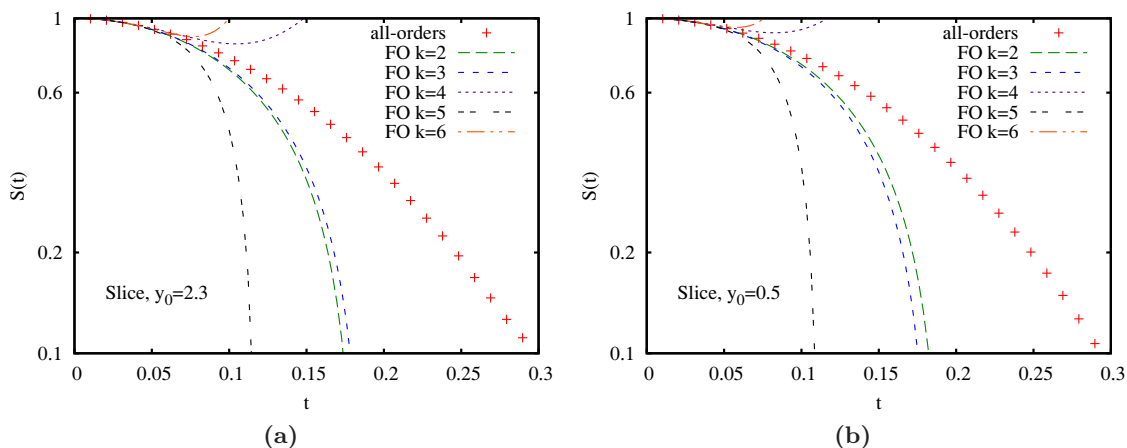 1
0.6
0.2
0.1
S(t)
all-orders
FO k=2
FO k=3
FO k=4
FO k=5
FO k=6
Slice, y0=2.3
0 0.05 0.1 0.15 0.2 0.25 0.3
t
(a)
1
0.6
0.2
0.1
S(t)
all-orders
FO k=2
FO k=3
FO k=4
FO k=5
FO k=6
Slice, y0=0.5
0 0.05 0.1 0.15 0.2 0.25 0.3
t
(b)